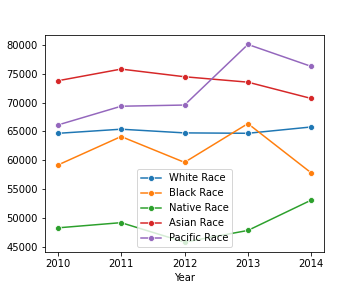 80000
75000
70000
65000
60000
55000
50000
45000
White Race
Black Race
Native Race
Asian Race
Pacific Race
2010 2011 2012 2013 2014
Year